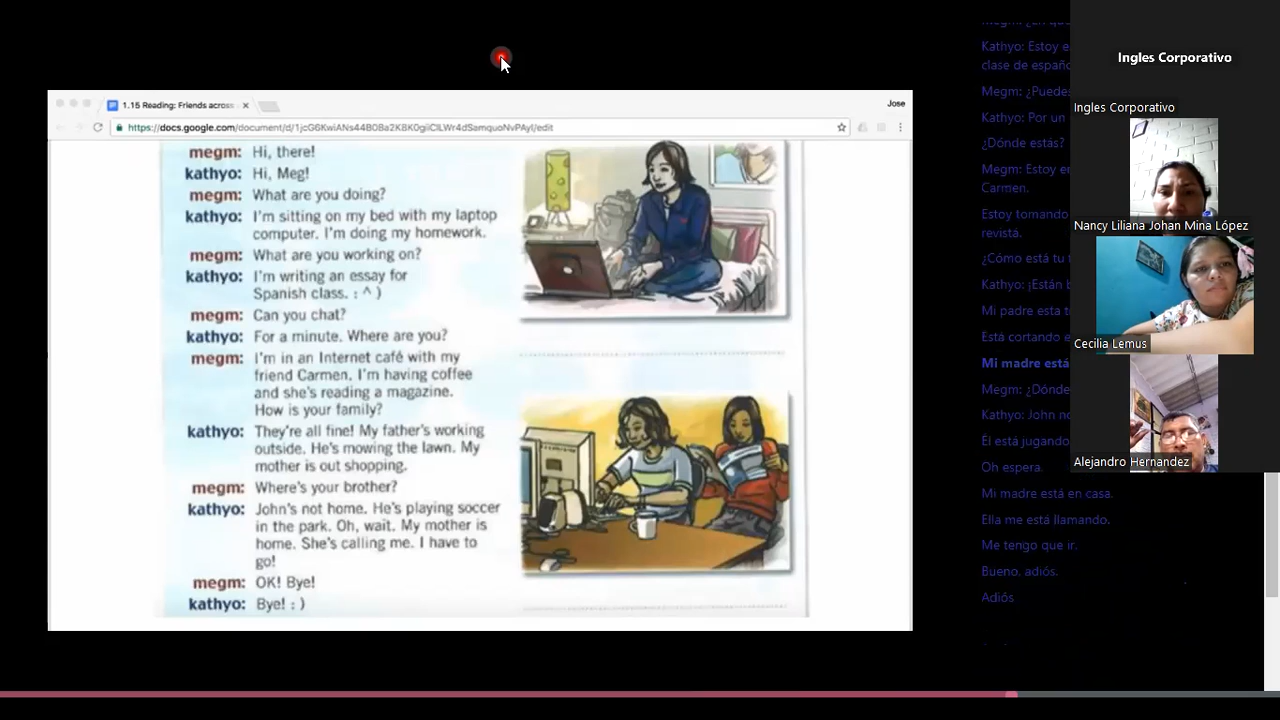 1.15 Reading: Friends across
Jose
https://docs.google.com/document/d/1jcG6KwiANs44B0Ba2K8K0giiClLWr4dSamquoNvPAyI/edit
megm: Hi, there!
kathyo: Hi, Meg!
megm: What are you doing?
kathyo: I'm sitting on my bed with my laptop
computer. I'm doing my homework.
megm: What are you working on?
kathyo: I'm writing an essay for
Spanish class. : ^ )
megm: Can you chat?
kathyo: For a minute. Where are you?
megm: I'm in an Internet café with my
friend Carmen. I'm having coffee
and she's reading a magazine.
How is your family?
kathyo: They're all fine! My father's working
outside. He's mowing the lawn. My
mother is out shopping.
megm: Where's your brother?
kathyo: John's not home. He's playing soccer
in the park. Oh, wait. My mother is
home. She's calling me. I have to
go!
megm: OK! Bye!
kathyo: Bye! : )
Kathyo: Estoy e
clase de españo
Megm: ¿Puede
Kathyo: Por un
¿Dónde estás?
Megm: Estoy en
Carmen.
Estoy tomando
revistá.
¿Cómo está tu f
Kathyo: ¡Están b
Mi padre esta t
Está cortando e
Mi madre está
Megm: ¿Dónde
Kathyo: John no
El está jugando
Oh espera.
Mi madre está en casa.
Ella me está llamando.
Me tengo que ir.
Bueno, adiós.
Adiós
Ingles Corporativo
Ingles Corporativo
Nancy Liliana Johan Mina López
Cecilia Lemus
Alejandro Hernandez